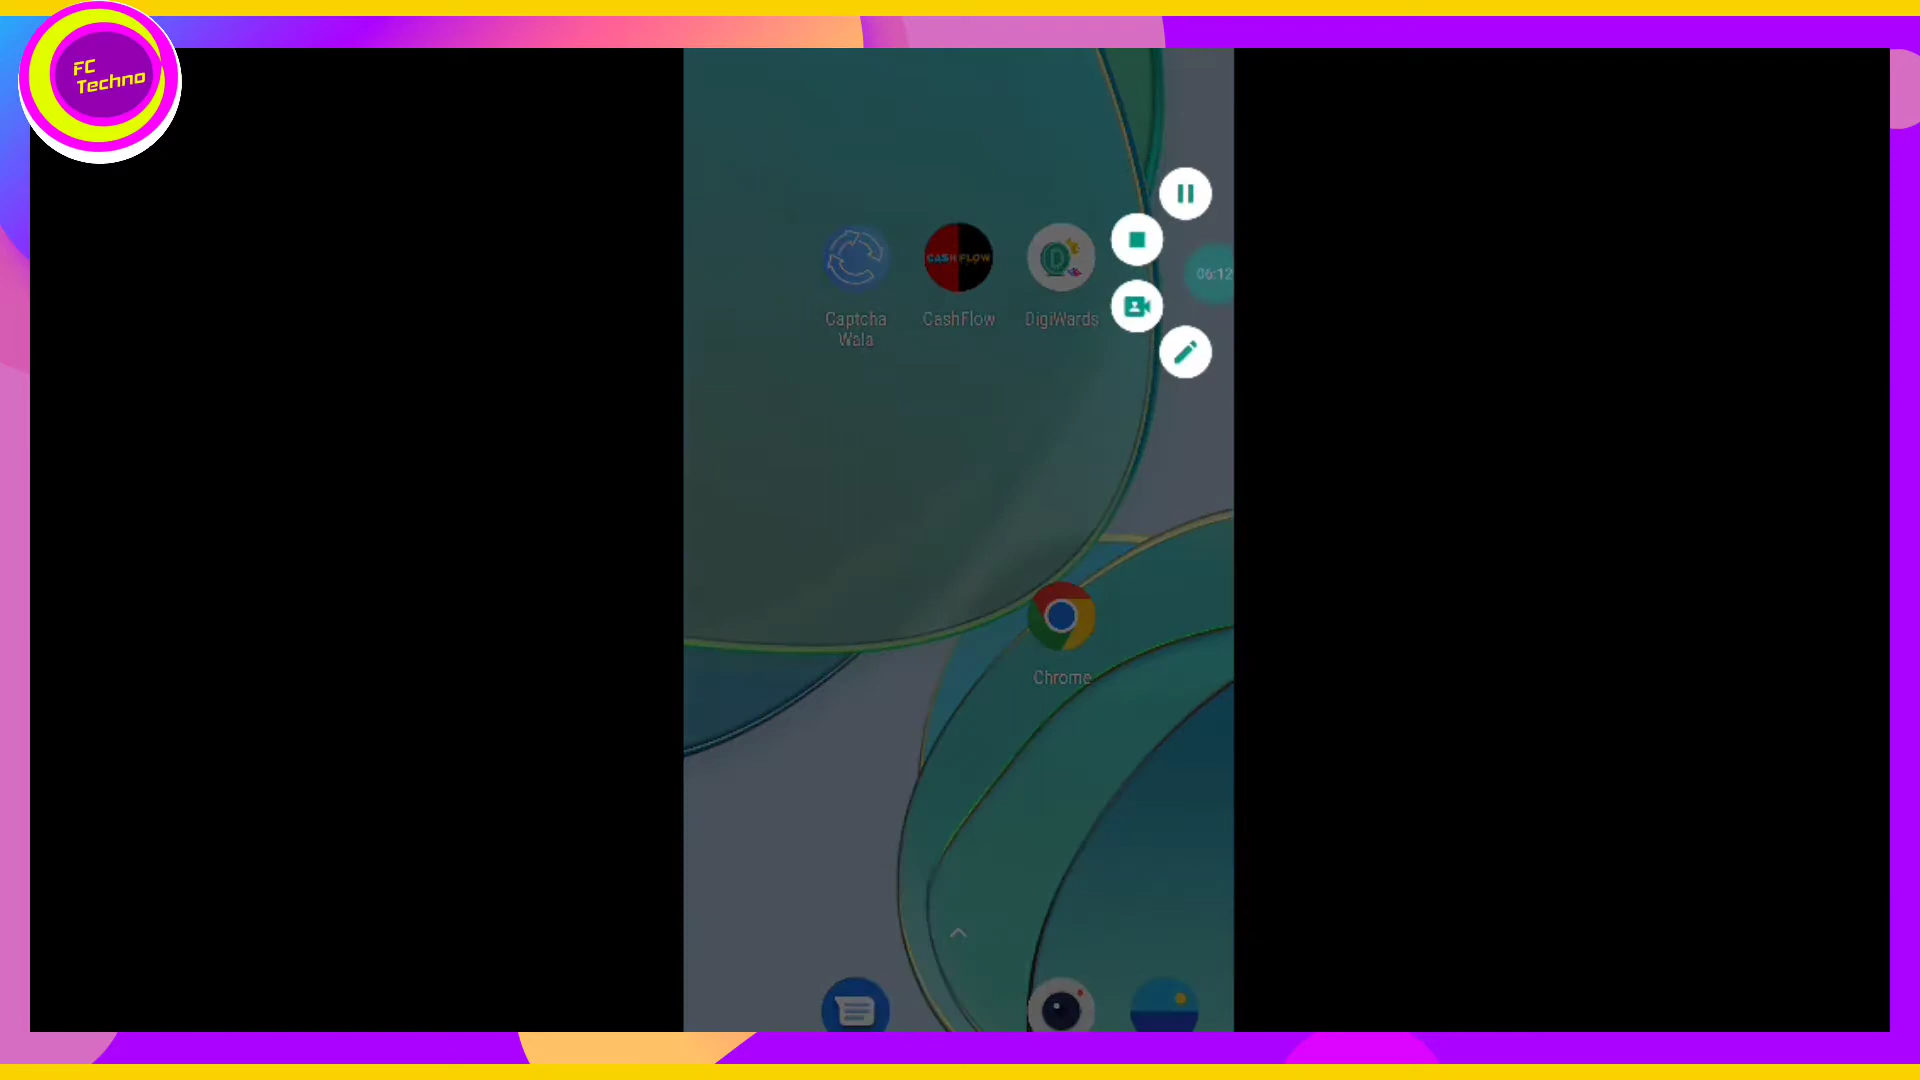 FC
Techno
06:12
CASH FLOW
D
Captcha
Wala
CashFlow
DigiWards
Chrome